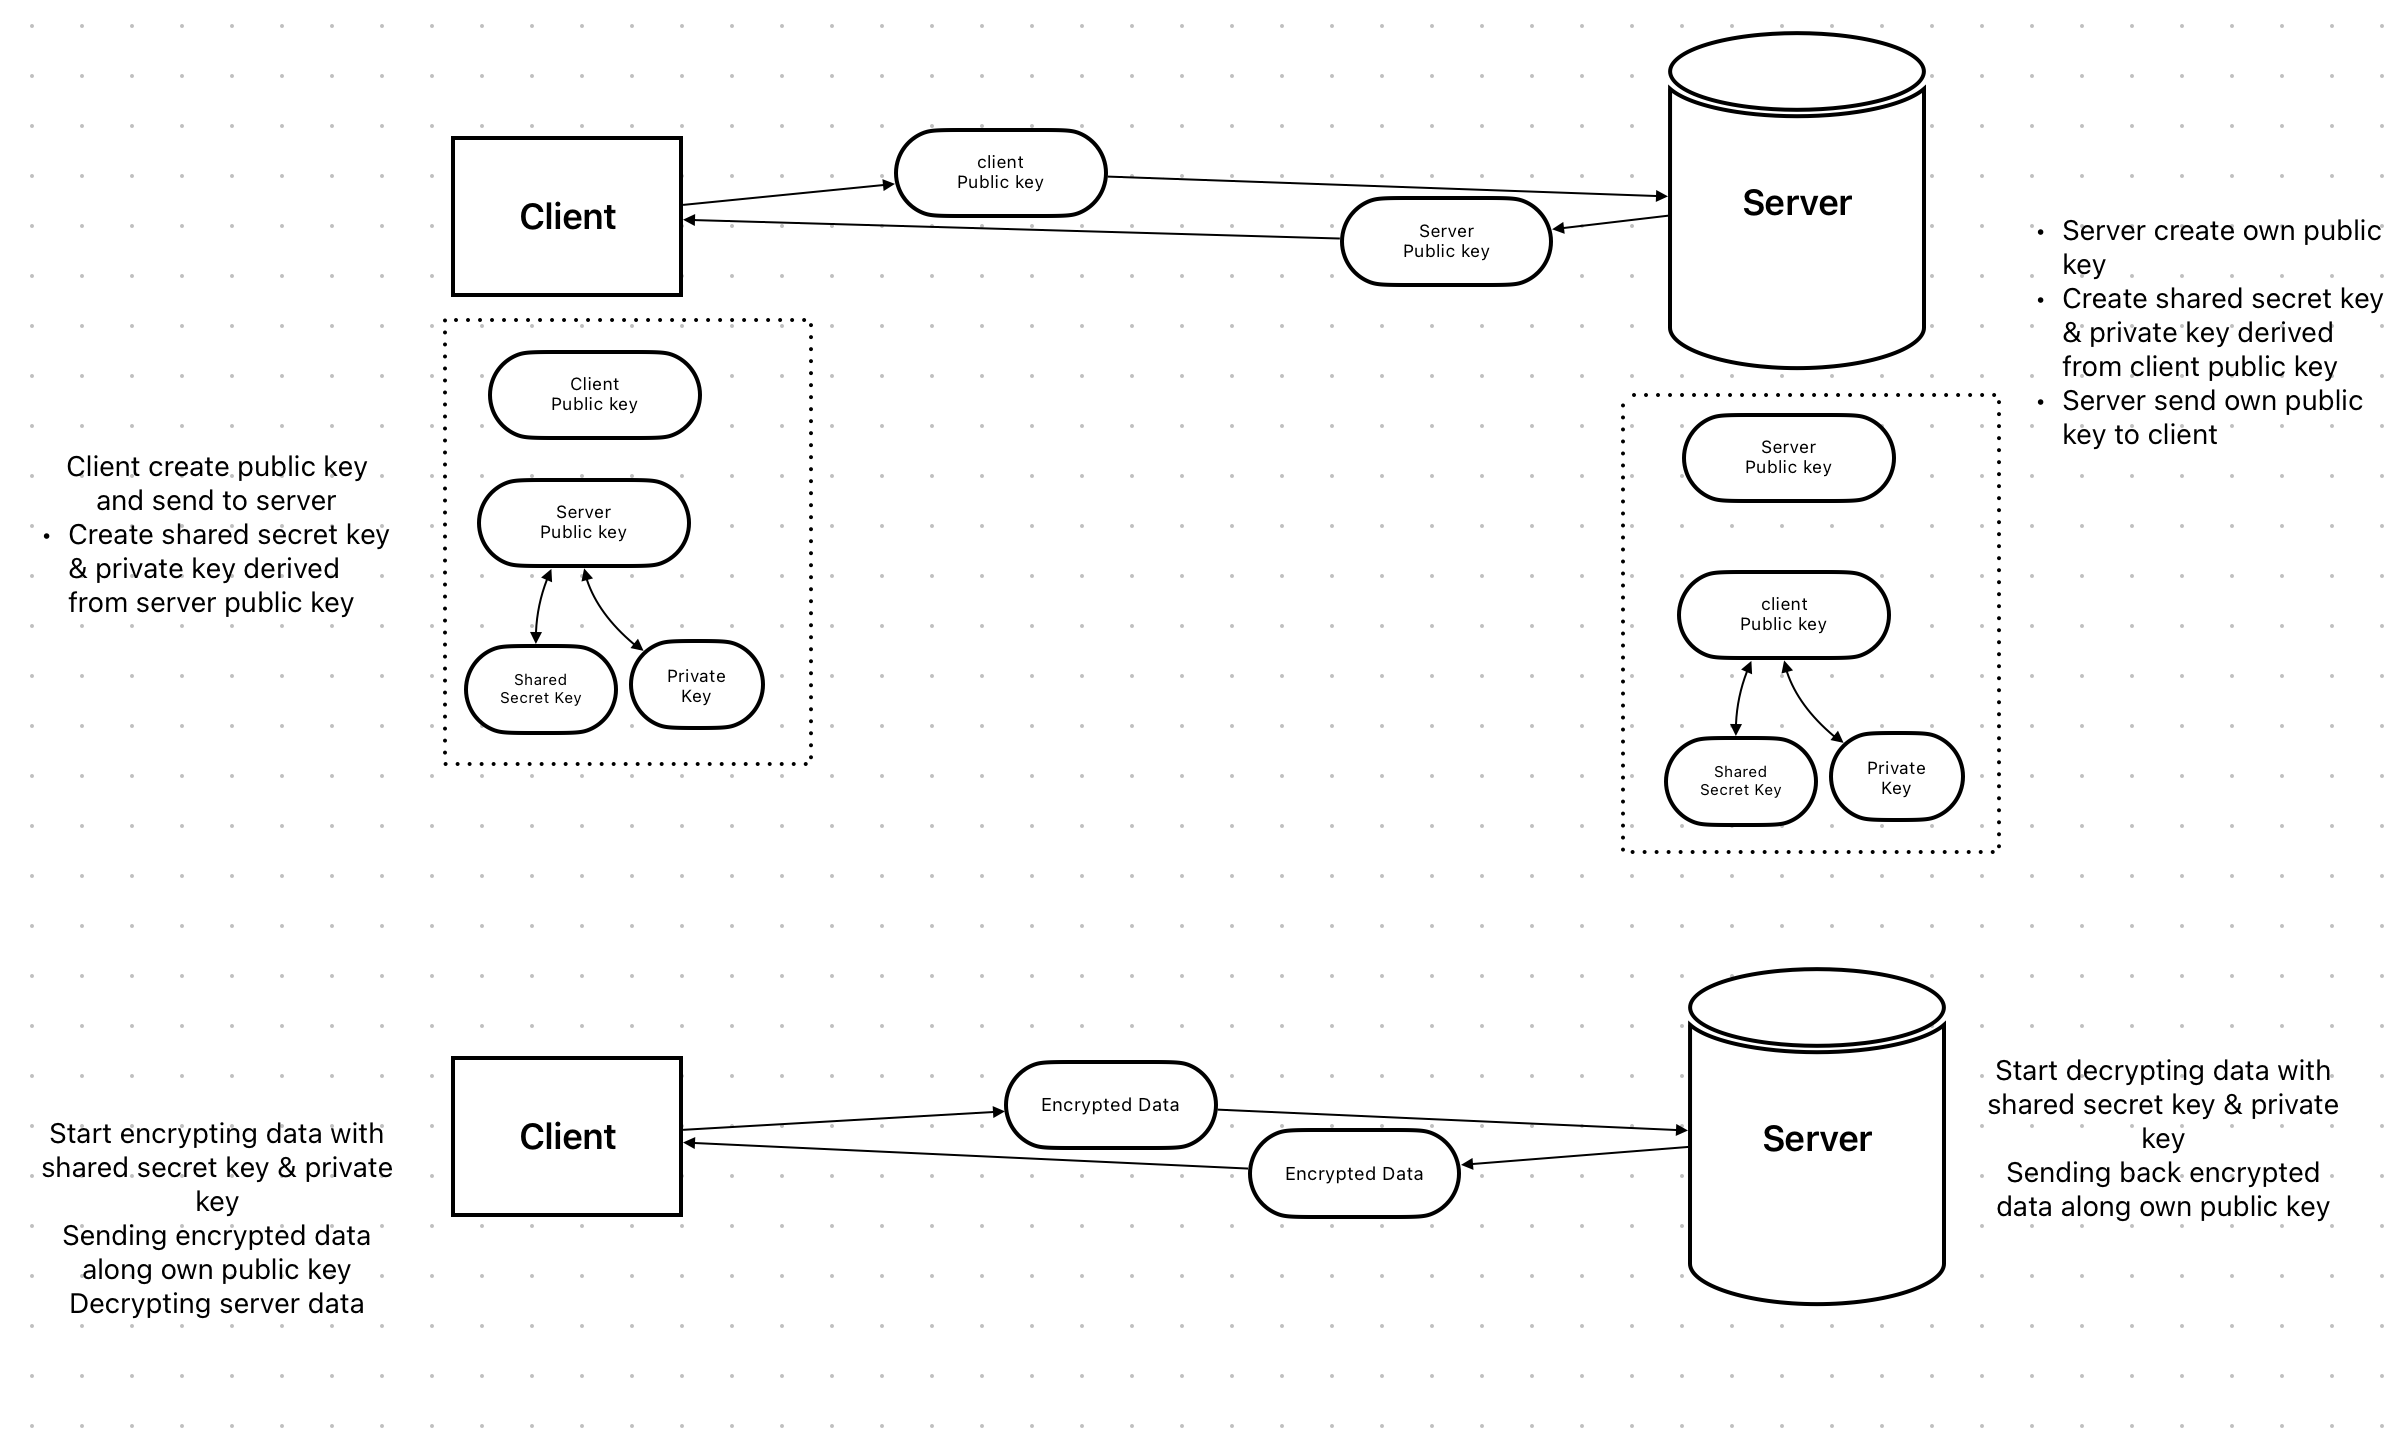 client
Public key
Client
Server
Server
Public key
• Server create own public
key
• Create shared secret key
& private key derived
from client public key
• Server send own public
key to client
Client
Public key
Client create public key
and send to server
• Create shared secret key
& private key derived
from server public key
Server
Public key
Shared
Secret Key
Private
Key
Server
Public key
client
Public key
Shared
Secret Key
Private
Key
Client
Encrypted Data
Encrypted Data
Server
Start encrypting data with
shared secret key & private
key
Sending encrypted data
along own public key
Decrypting server data
Start decrypting data with
shared secret key & private
key
Sending back encrypted
data along own public key